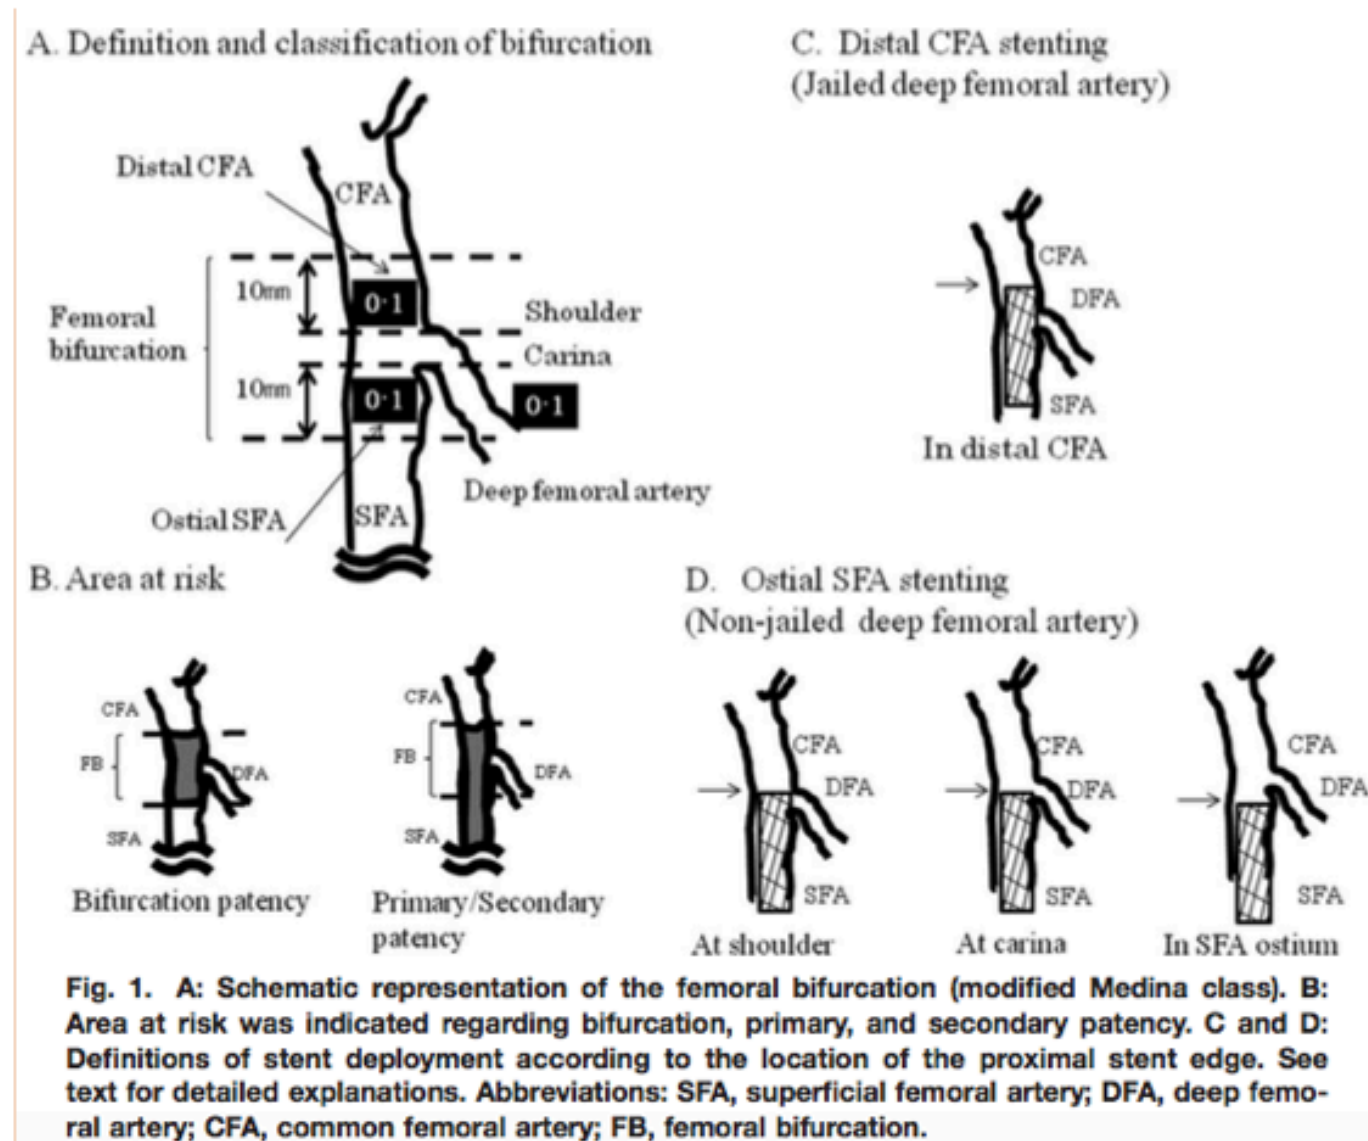 A. Definition and classification of bifurcation
Distal CFA
CFA
10mm
0·1
Shoulder
Femoral
bifurcation
Carina
10mm
0·1
0·1
Deep femoral artery
Ostial SFA
SFA
B. Area at risk
CFA
FB
DFA
SFA
Bifurcation patency
CFA
FB
DFA
SFA
Primary/Secondary
patency
C. Distal CFA stenting
(Jailed deep femoral artery)
CFA
DFA
SFA
In distal CFA
D. Ostial SFA stenting
(Non-jailed deep femoral artery)
CFA
DFA
SFA
At shoulder
CFA
DFA
SFA
At carina
CFA
DFA
SFA
In SFA ostium
Fig. 1. A: Schematic representation of the femoral bifurcation (modified Medina class). B:
Area at risk was indicated regarding bifurcation, primary, and secondary patency. C and D:
Definitions of stent deployment according to the location of the proximal stent edge. See
text for detailed explanations. Abbreviations: SFA, superficial femoral artery; DFA, deep femo-
ral artery; CFA, common femoral artery; FB, femoral bifurcation.